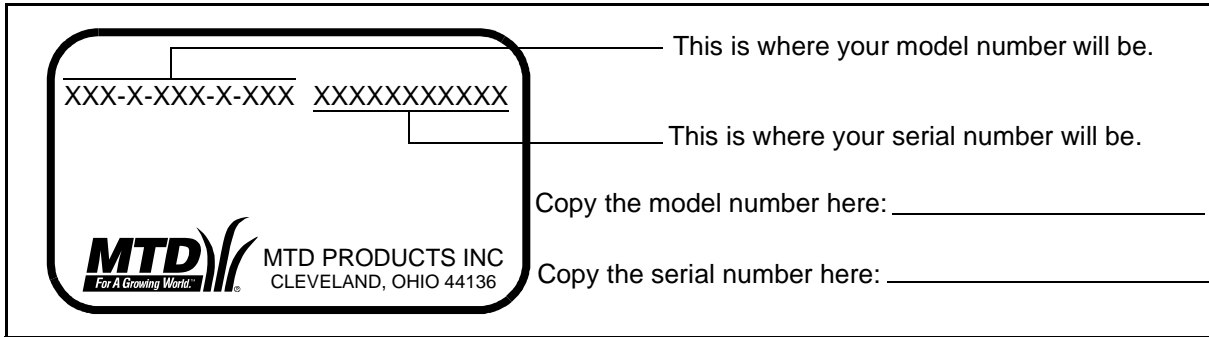 This is where your model number will be.
XXX-X-XXX-X-XXX XXXXXXXXXXX
This is where your serial number will be.
Copy the model number here:
MTD
For A Growing World.™
®
MTD PRODUCTS INC
CLEVELAND, OHIO 44136
Copy the serial number here: